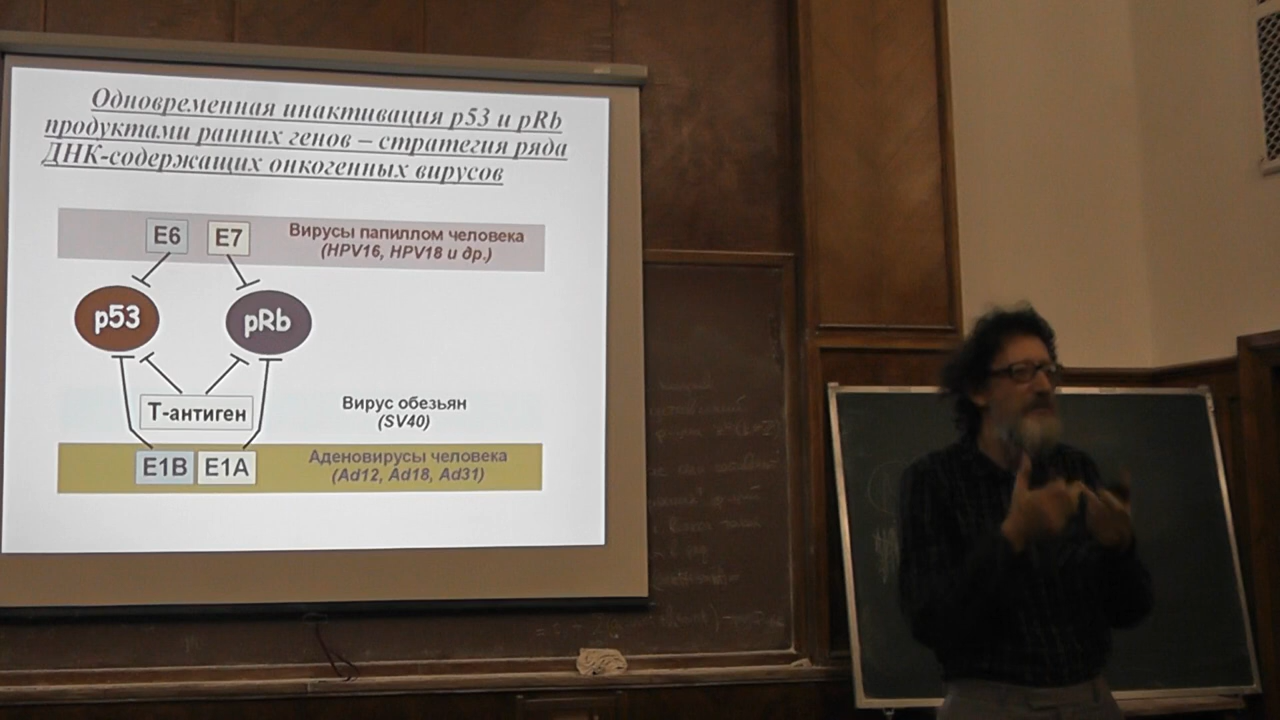 Одновременная инактивация p53 и pRb
продуктами ранних генов – стратегия ряда
ДНК-содержащих онкогенных вирусов
E6 E7
Вирусы папиллом человека
(HPV16, HPV18 и др.)
p53 pRb
Т-антиген
Вирус обезьян
(SV40)
E1B E1A
Аденовирусы человека
(Ad12, Ad18, Ad31)